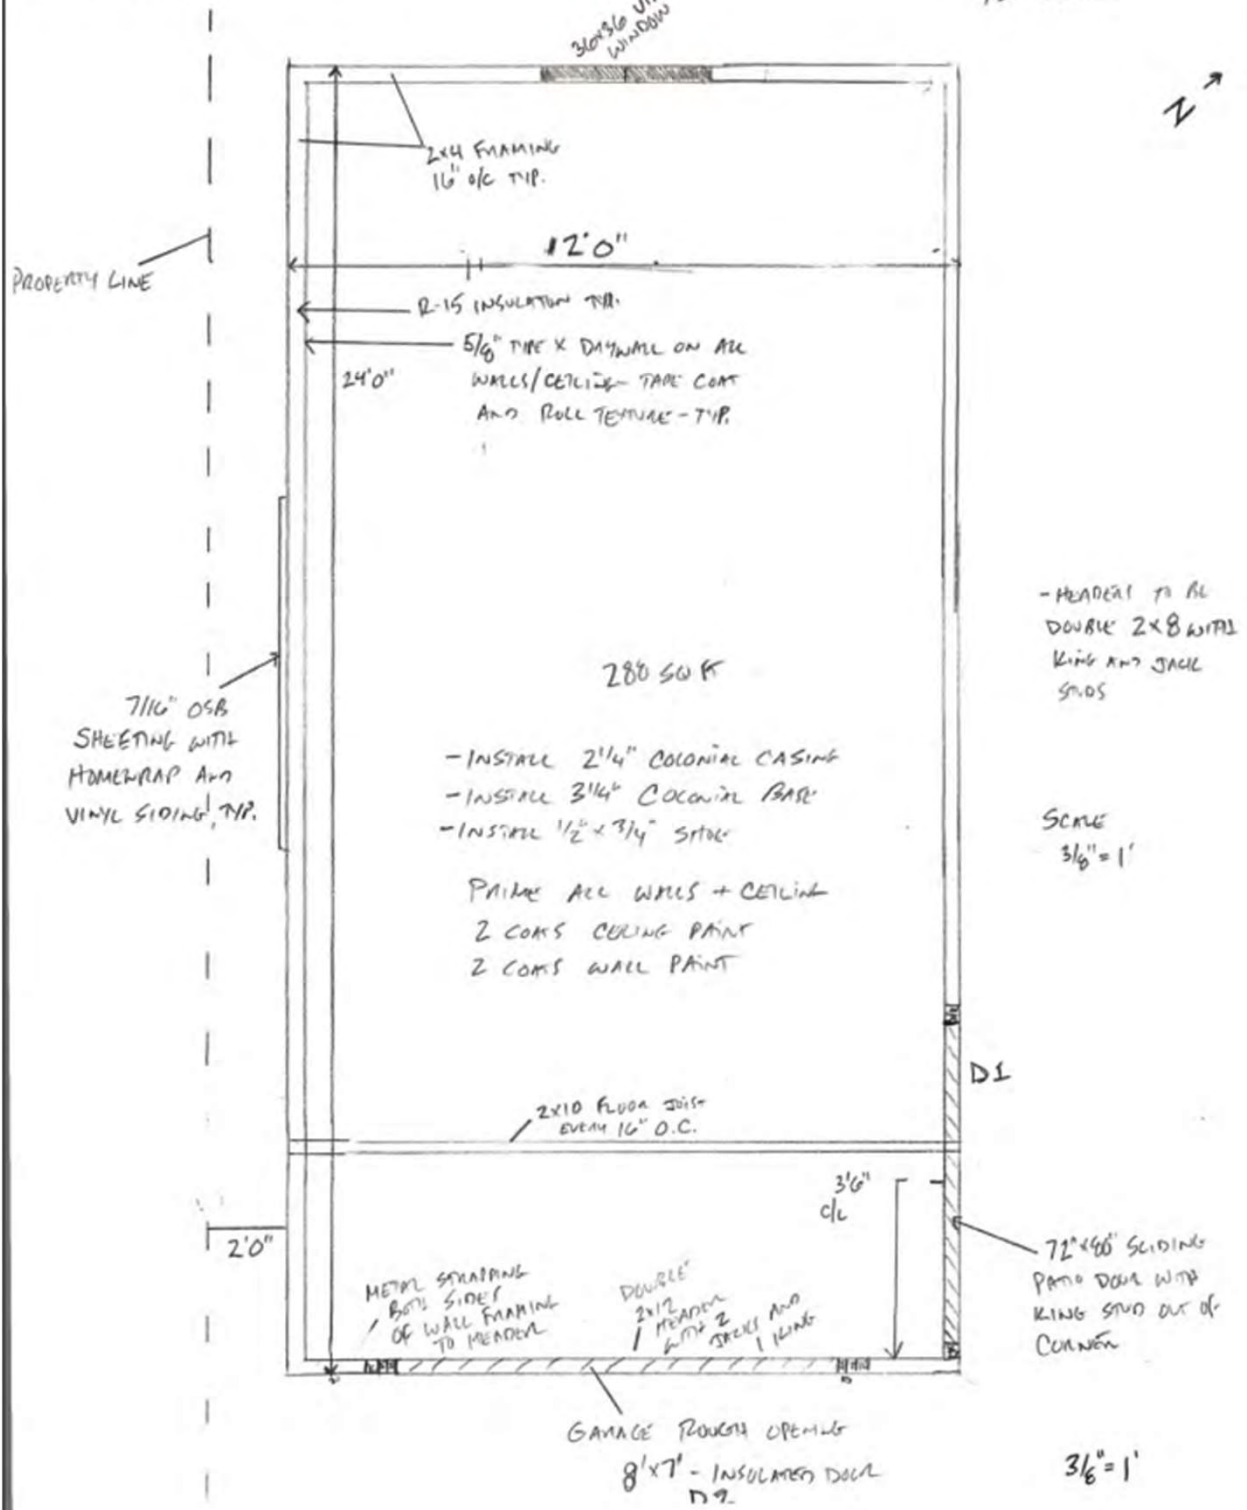 36x36
WINDOW
N
2x4 FRAMING
16" O/C TYP.
12'0"
PROPERTY LINE
R-15 INSULATION TYP.
5/8" TYPE X DRYWALL ON ALL
WALLS/CEILING - TAPE COAT
AND ROLL TEXTURE - TYP.
24'0"
- HEADERS TO BE
DOUBLE 2x8 WITH
KING AND JACK
STUDS
288 SQ FT
7/16" OSB
SHEETING WITH
HOMEWRAP AND
VINYL SIDING, TYP.
- INSTALL 2 1/4" COLONIAL CASING
- INSTALL 3 1/4" COLONIAL BASE
- INSTALL 1/2" x 3/4" SHOE
SCALE
3/8" = 1'
PRIME ALL WALLS + CEILING
2 COATS CEILING PAINT
2 COATS WALL PAINT
D1
2x10 FLOOR JOIST
EVERY 16" O.C.
3'6"
C/L
2'0"
72"x80" SLIDING
PATIO DOOR WITH
KING STUD OUT OF
CORNER
METAL STRAPPING
BOTH SIDES
OF WALL FRAMING
TO HEADER
DOUBLE
2x12
HEADER
WITH 2
JACKS AND
1 KING
GARAGE ROUGH OPENING
8'x7' - INSULATED DOOR
D2
3/8" = 1'